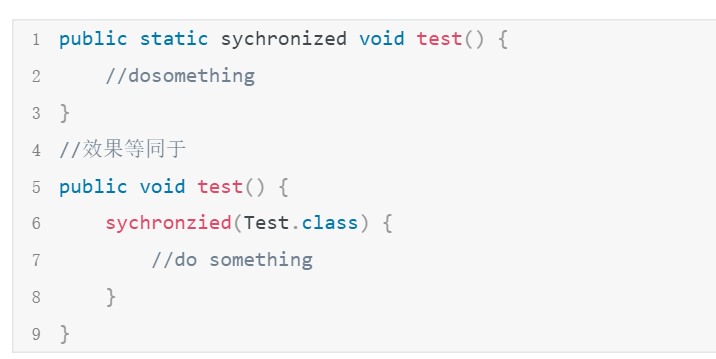 1 public static sychronized void test() {
2     //dosomething
3 }
4 //效果等同于
5 public void test() {
6     sychronzied(Test.class) {
7         //do something
8     }
9 }